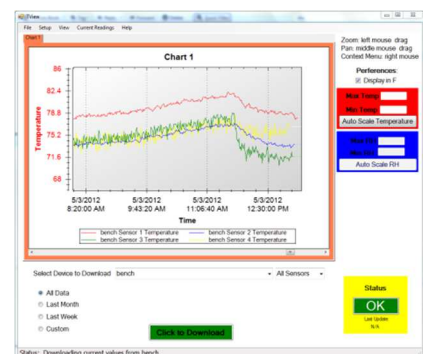 View
File Setup View Current Readings Help
Chart 1
Chart 1
86
82.4
78.8
75.2
71.6
68
Temperature
5/3/2012 5/3/2012 5/3/2012 5/3/2012
8:20:00 AM 9:43:20 AM 11:06:40 AM 12:30:00 PM
Time
bench Sensor 1 Temperature bench Sensor 2 Temperature
bench Sensor 3 Temperature bench Sensor 4 Temperature
Zoom: left mouse drag
Pan: middle mouse drag
Context Menu: right mouse
Perferences:
Display in F
Max Temp
Min Temp
Auto Scale Temperature
Auto Scale RH
Select Device to Download bench All Sensors
All Data
Last Month
Last Week
Custom
Click to Download
Status
OK
Last Update
N/A
Status: Downloading current values from bench